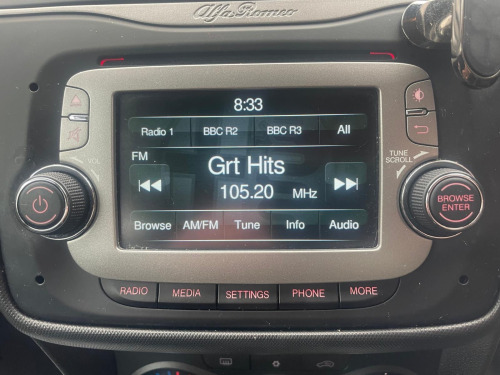 Alfa Romeo
8:33
Radio 1 BBC R2 BBC R3 All
FM
Grt Hits
105.20 MHz
Browse AM/FM Tune Info Audio
VOL
TUNE
SCROLL
BROWSE
ENTER
RADIO MEDIA SETTINGS PHONE MORE